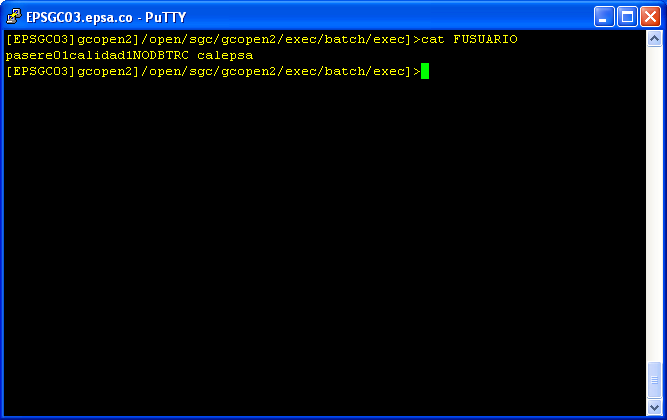 EPSGC03.epsa.co - PuTTY
[EPSGC03]gcopen2]/open/sgc/gcopen2/exec/batch/exec]>cat FUSUARIO
pasere01calidad1NODBTRC calepsa
[EPSGC03]gcopen2]/open/sgc/gcopen2/exec/batch/exec]>